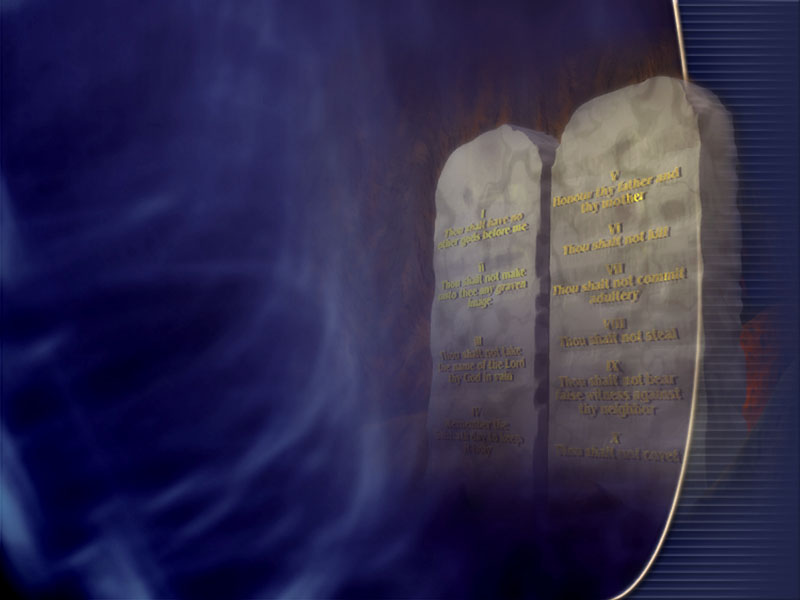 I
Thou shalt have no
other gods before me
II
Thou shalt not make
unto thee any graven
image
III
Thou shalt not take
the name of the Lord
thy God in vain
IV
Remember the
sabbath day to keep
it holy
V
Honour thy father and
thy mother
VI
Thou shalt not kill
VII
Thou shalt not commit
adultery
VIII
Thou shalt not steal
IX
Thou shalt not bear
false witness against
thy neighbor
X
Thou shalt not covet